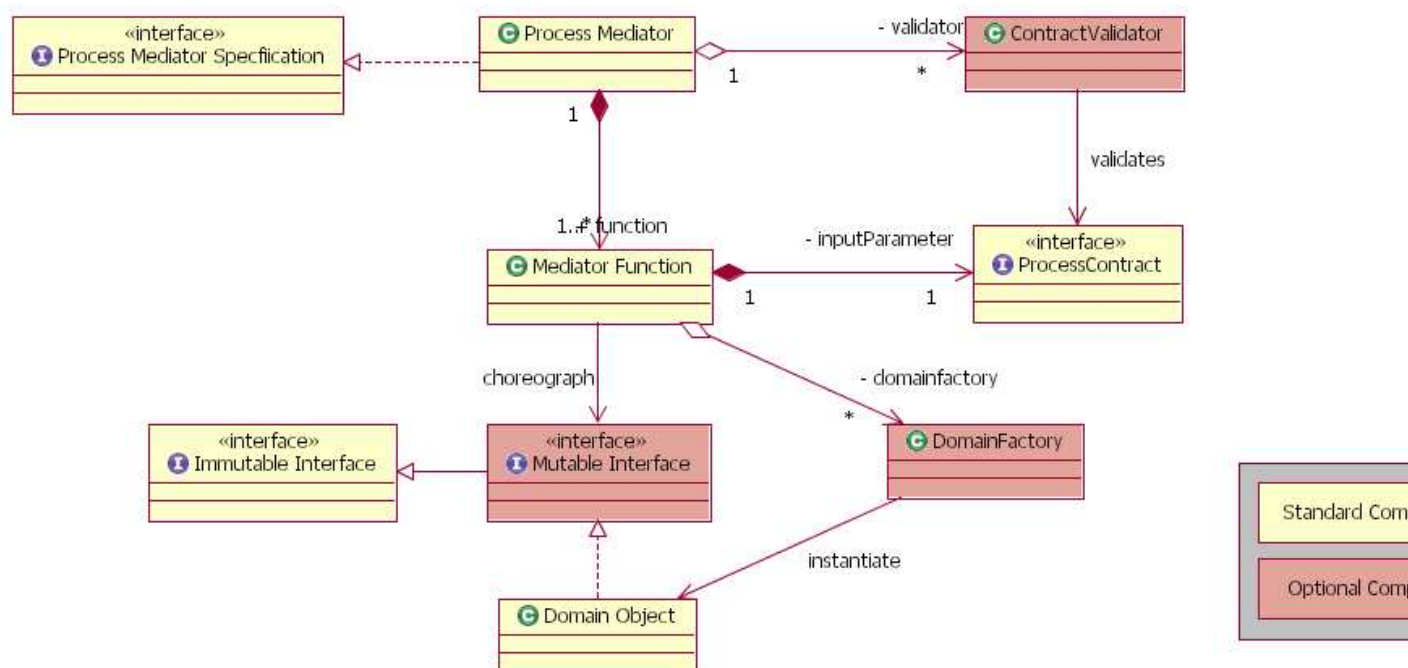 «interface»
Process Mediator Specfiication
Process Mediator
- validator
ContractValidator
1
*
1
validates
1..*
# function
- inputParameter
«interface»
ProcessContract
Mediator Function
1
1
choreograph
- domainfactory
*
«interface»
Immutable Interface
«interface»
Mutable Interface
DomainFactory
Standard Com
instantiate
Optional Comp
Domain Object